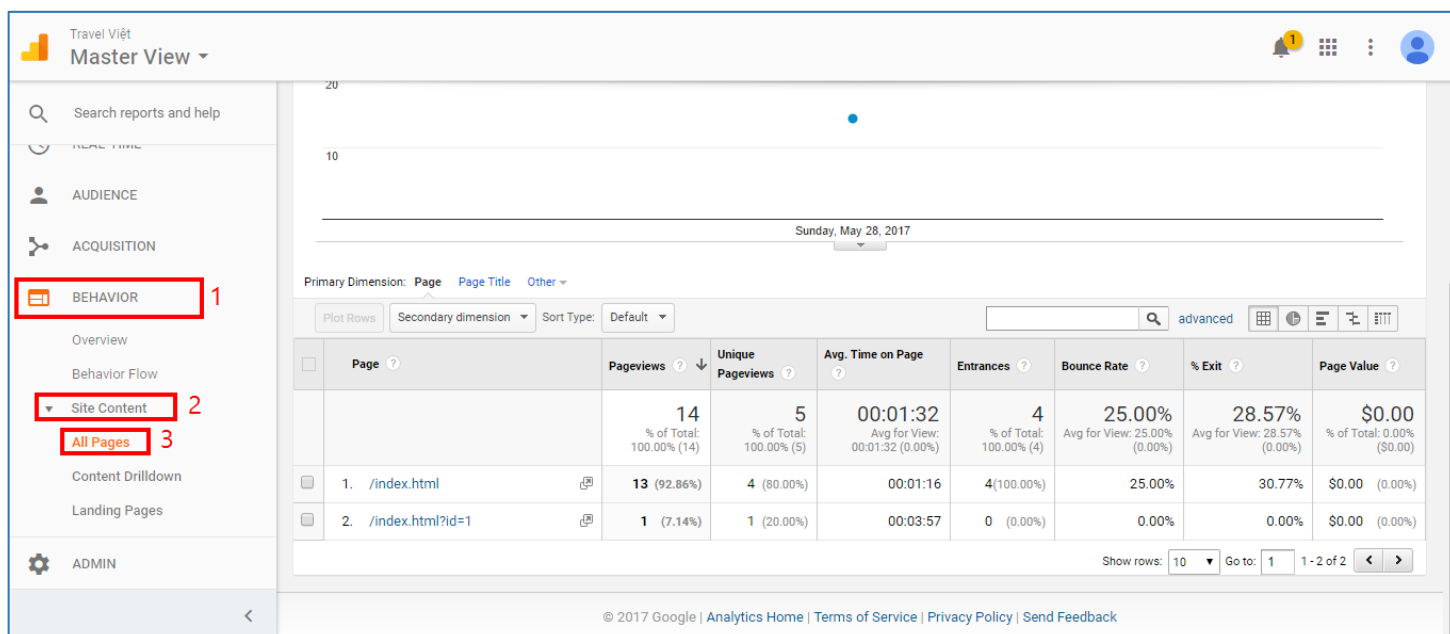 Travel Việt
Master View
1
Search reports and help
REAL-TIME
AUDIENCE
ACQUISITION
BEHAVIOR
1
Overview
Behavior Flow
Site Content
2
All Pages
3
Content Drilldown
Landing Pages
ADMIN
20
10
Sunday, May 28, 2017
Primary Dimension: Page Page Title Other
Plot Rows Secondary dimension Sort Type: Default advanced
Page ? Pageviews ? Unique Pageviews ? Avg. Time on Page ? Entrances ? Bounce Rate ? % Exit ? Page Value ?
14 5 00:01:32 4 25.00% 28.57% $0.00
% of Total: % of Total: Avg for View: % of Total: Avg for View: 25.00% Avg for View: 28.57% % of Total: 0.00%
100.00% (14) 100.00% (5) 00:01:32 (0.00%) 100.00% (4) (0.00%) (0.00%) ($0.00)
1. /index.html 13 (92.86%) 4 (80.00%) 00:01:16 4(100.00%) 25.00% 30.77% $0.00 (0.00%)
2. /index.html?id=1 1 (7.14%) 1 (20.00%) 00:03:57 0 (0.00%) 0.00% 0.00% $0.00 (0.00%)
Show rows: 10 Go to: 1 1 - 2 of 2
© 2017 Google | Analytics Home | Terms of Service | Privacy Policy | Send Feedback